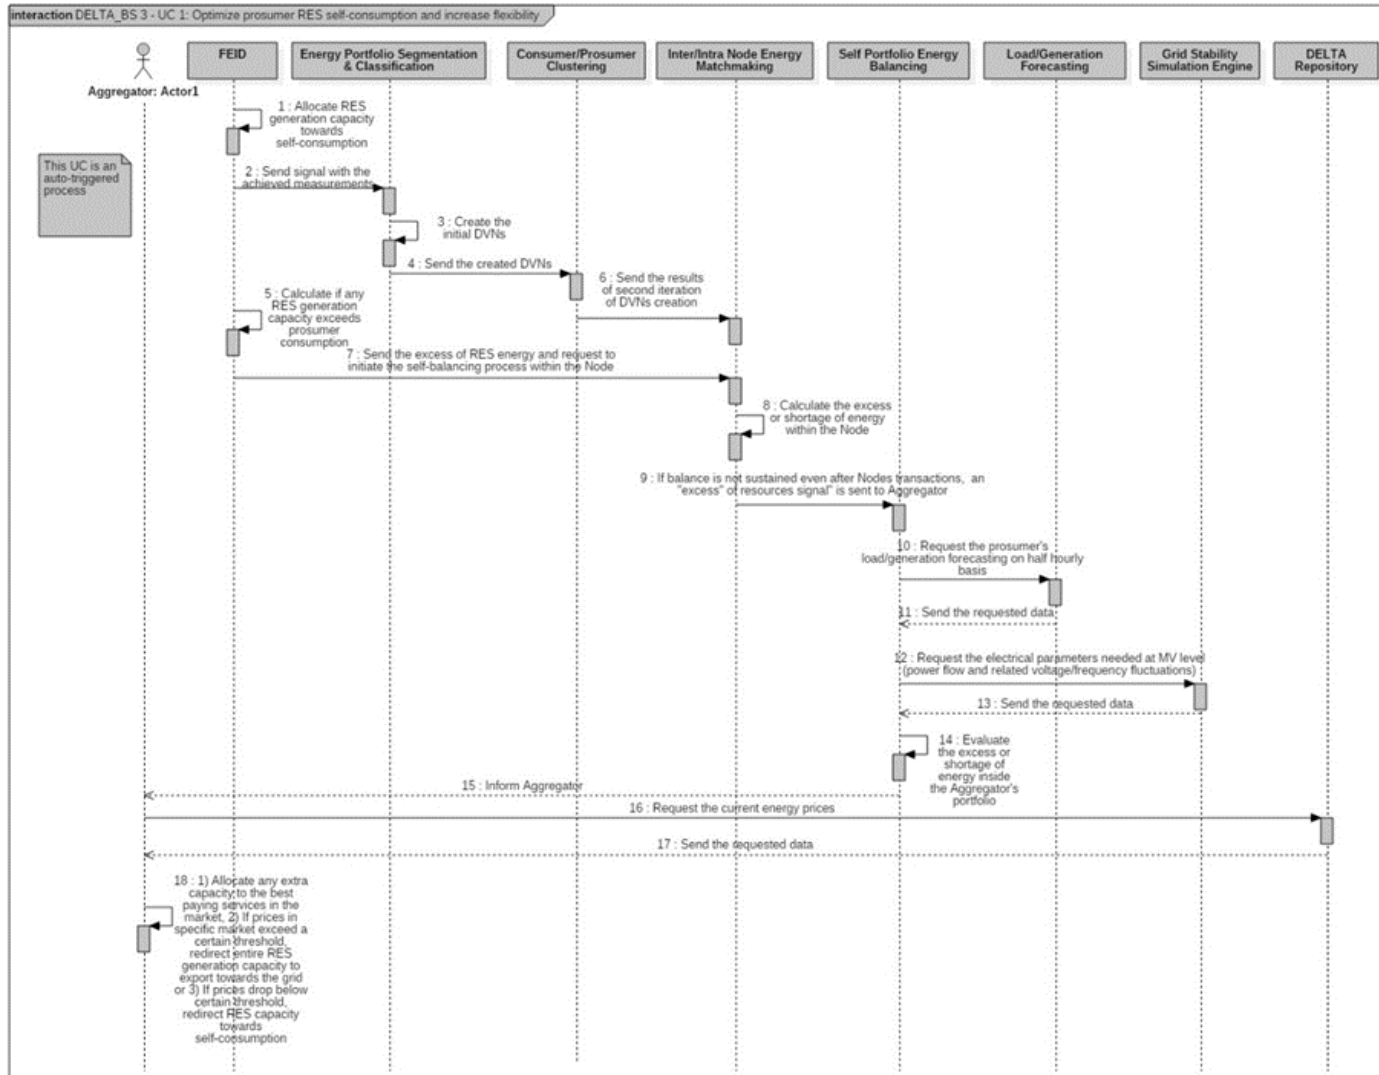 interaction DELTA_BS 3 - UC 1: Optimize prosumer RES self-consumption and increase flexibility
Aggregator: Actor1
FEID
Energy Portfolio Segmentation
& Classification
Consumer/Prosumer
Clustering
Inter/Intra Node Energy
Matchmaking
Self Portfolio Energy
Balancing
Load/Generation
Forecasting
Grid Stability
Simulation Engine
DELTA
Repository
This UC is an
auto-triggered
process
1 : Allocate RES
generation capacity
towards
self-consumption
2 : Send signal with the
achieved measurements
3 : Create the
initial DVNs
4 : Send the created DVNs
5 : Calculate if any
RES generation
capacity exceeds
prosumer
consumption
6 : Send the results
of second iteration
of DVNs creation
7 : Send the excess of RES energy and request to
initiate the self-balancing process within the Node
8 : Calculate the excess
or shortage of energy
within the Node
9 : If balance is not sustained even after Nodes transactions, an
"excess" of resources signal" is sent to Aggregator
10 : Request the prosumer's
load/generation forecasting on half hourly
basis
11 : Send the requested data
12 : Request the electrical parameters needed at MV level
(power flow and related voltage/frequency fluctuations)
13 : Send the requested data
14 : Evaluate
the excess or
shortage of
energy inside
the Aggregator's
portfolio
15 : Inform Aggregator
16 : Request the current energy prices
17 : Send the requested data
18 : 1) Allocate any extra
capacity to the best
paying services in the
market, 2) If prices in
specific market exceed a
certain threshold,
redirect entire RES
generation capacity to
export towards the grid
or 3) If prices drop below
certain threshold,
redirect RES capacity
towards
self-consumption